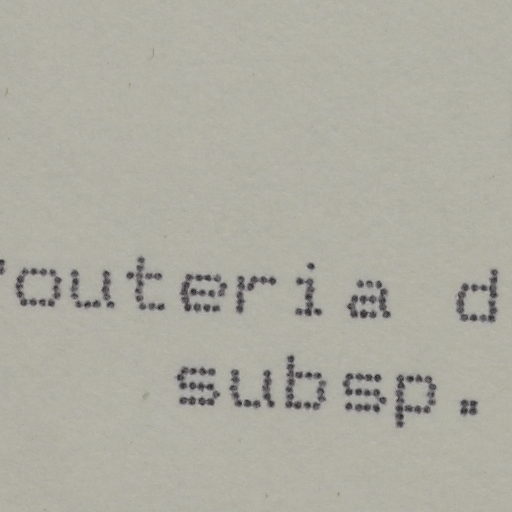 outeria d
subsp.